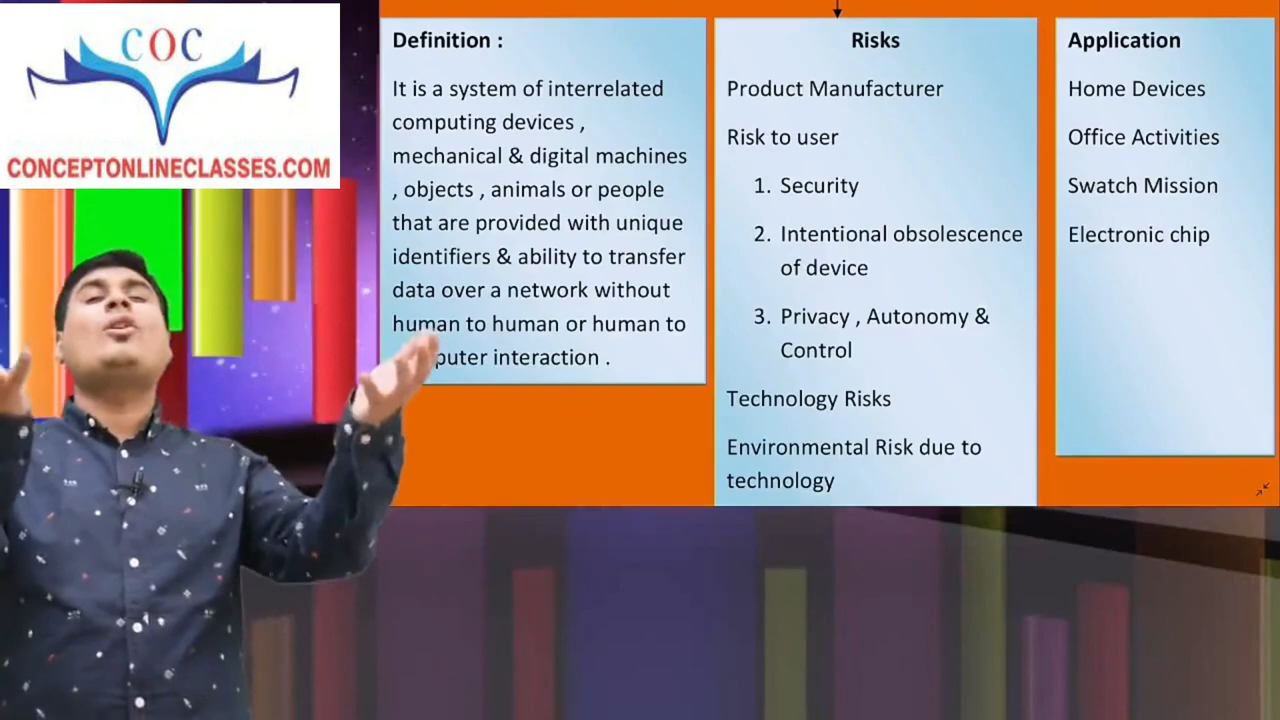 COC
CONCEPTONLINECLASSES.COM
Definition :
It is a system of interrelated
computing devices ,
mechanical & digital machines
, objects , animals or people
that are provided with unique
identifiers & ability to transfer
data over a network without
human to human or human to
puter interaction .
Risks
Product Manufacturer
Risk to user
1. Security
2. Intentional obsolescence
of device
3. Privacy , Autonomy &
Control
Technology Risks
Environmental Risk due to
technology
Application
Home Devices
Office Activities
Swatch Mission
Electronic chip